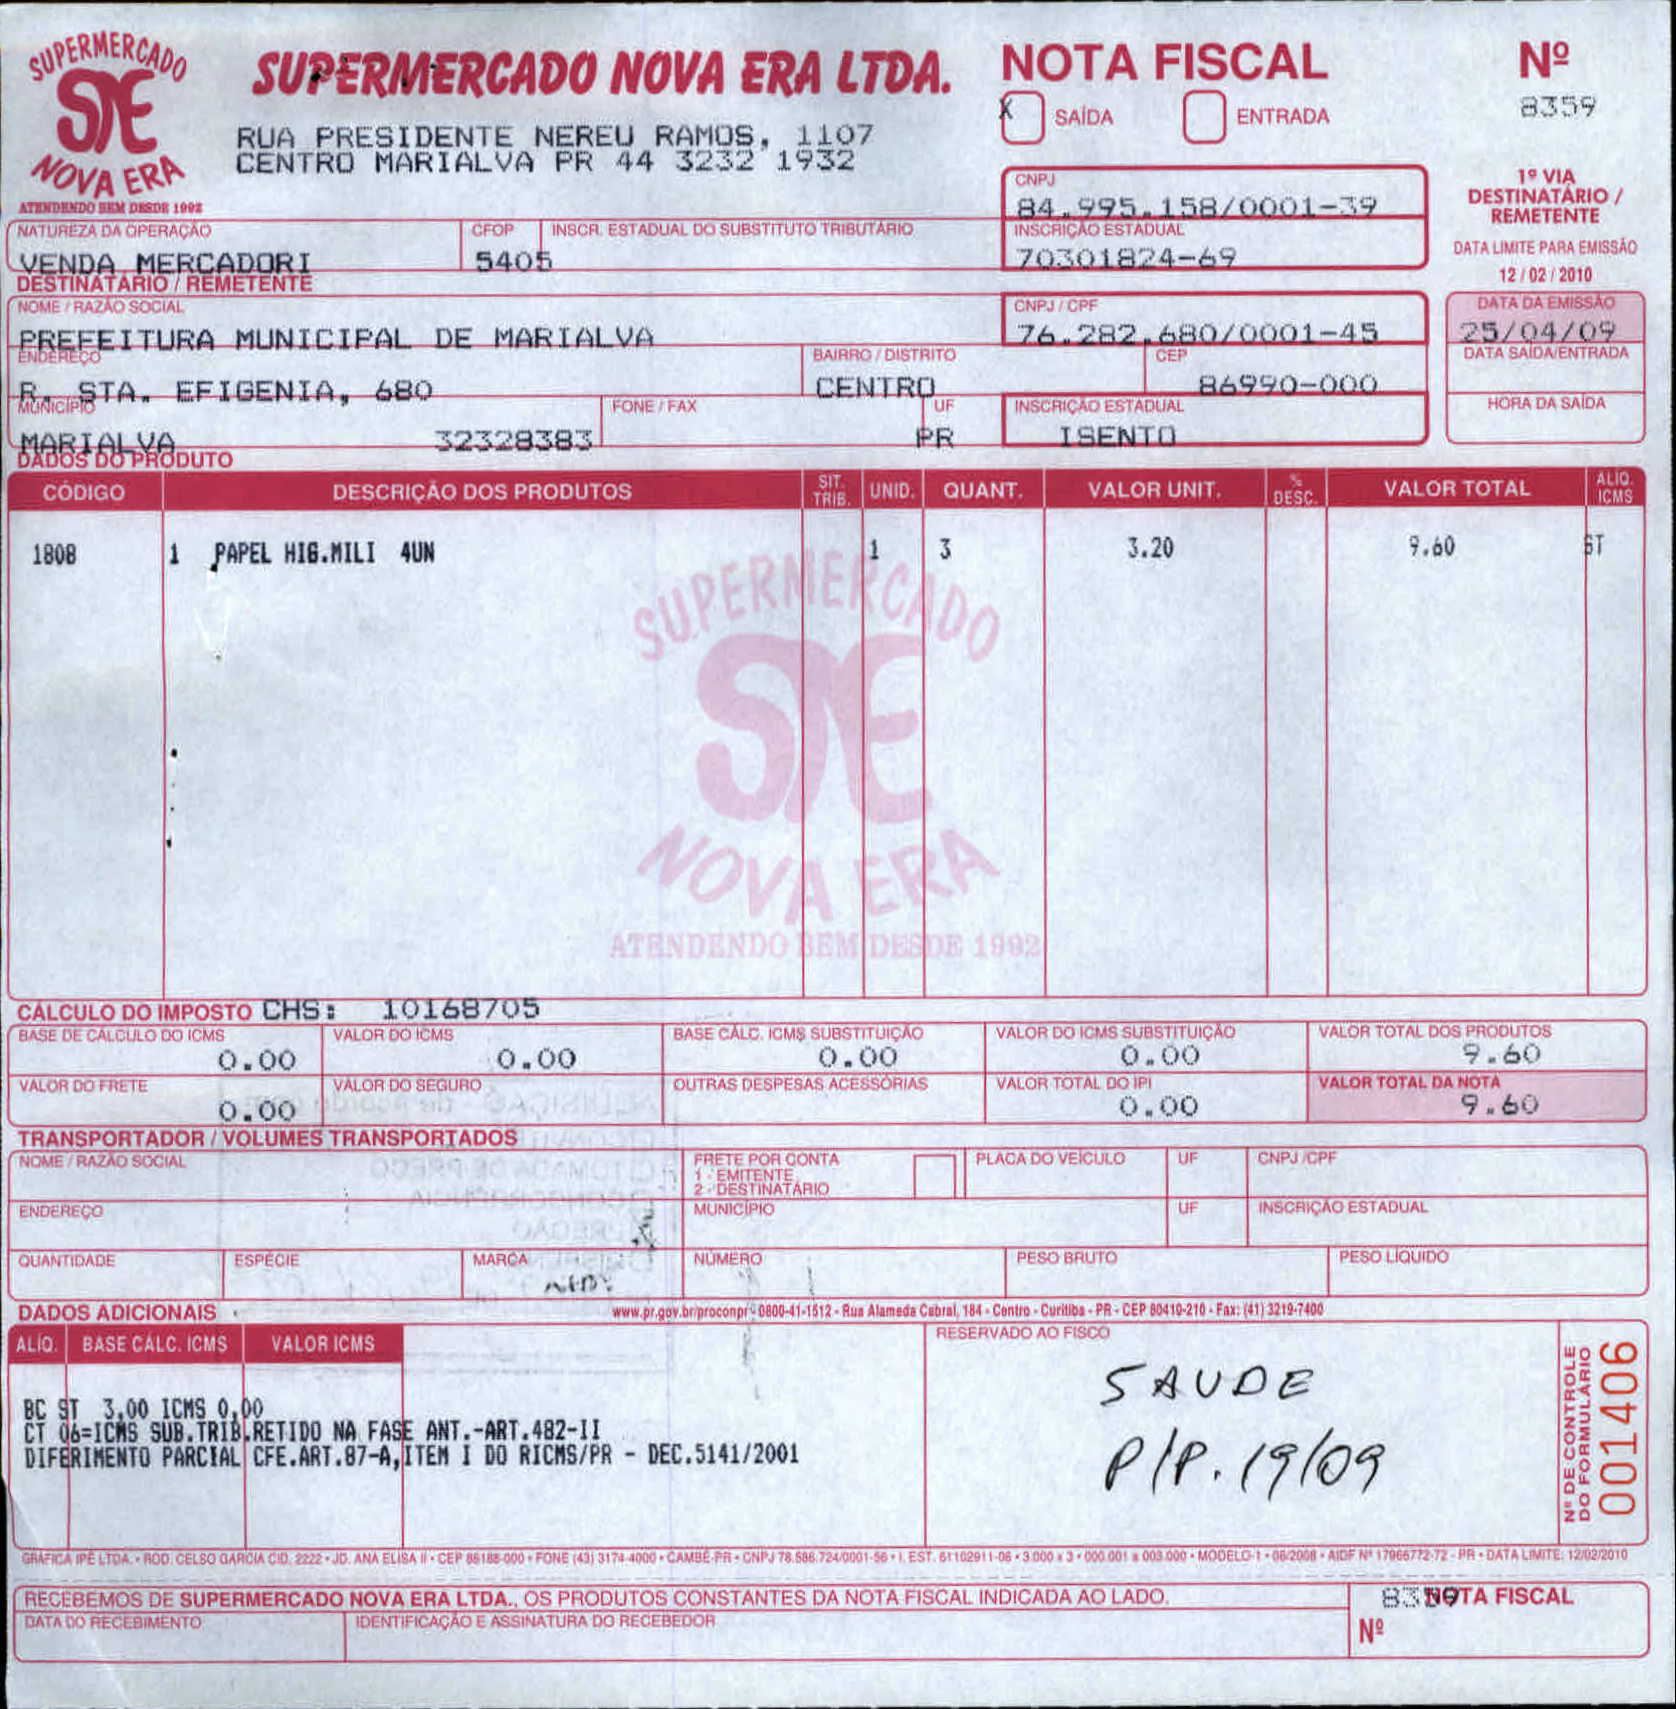 SUPERMERCADO
SNE
NOVA ERA
ATENDENDO BEM DESDE 1992
SUPERMERCADO NOVA ERA LTDA.
RUA PRESIDENTE NEREU RAMOS, 1107
CENTRO MARIALVA PR 44 3232 1932
NOTA FISCAL
X SAÍDA ENTRADA
Nº
8359
1ª VIA
DESTINATÁRIO /
REMETENTE
DATA LIMITE PARA EMISSÃO
12 / 02 / 2010
CNPJ
84.995.158/0001-39
NATUREZA DA OPERAÇÃO CFOP INSCR. ESTADUAL DO SUBSTITUTO TRIBUTÁRIO INSCRIÇÃO ESTADUAL
VENDA MERCADORI 5405 70301824-69
DESTINATÁRIO / REMETENTE
NOME / RAZÃO SOCIAL CNPJ / CPF DATA DA EMISSÃO
PREFEITURA MUNICIPAL DE MARIALVA 76.282.680/0001-45 25/04/09
ENDEREÇO BAIRRO / DISTRITO CEP DATA SAÍDA/ENTRADA
R. STA. EFIGENIA, 680 CENTRO 86990-000
MUNICÍPIO FONE / FAX UF INSCRIÇÃO ESTADUAL HORA DA SAÍDA
MARIALVA 32328383 PR ISENTO
DADOS DO PRODUTO
CÓDIGO DESCRIÇÃO DOS PRODUTOS SIT. TRIB. UNID. QUANT. VALOR UNIT. % DESC. VALOR TOTAL ALÍQ. ICMS
1808 1 PAPEL HIG.MILI 4UN 1 3 3.20 9.60 ST
SUPERMERCADO
SNE
NOVA ERA
ATENDENDO BEM DESDE 1992
CÁLCULO DO IMPOSTO CHS: 10168705
BASE DE CÁLCULO DO ICMS VALOR DO ICMS BASE CÁLC. ICMS SUBSTITUIÇÃO VALOR DO ICMS SUBSTITUIÇÃO VALOR TOTAL DOS PRODUTOS
0.00 0.00 0.00 0.00 9.60
VALOR DO FRETE VALOR DO SEGURO OUTRAS DESPESAS ACESSÓRIAS VALOR TOTAL DO IPI VALOR TOTAL DA NOTA
0.00 0.00 9.60
TRANSPORTADOR / VOLUMES TRANSPORTADOS
NOME / RAZÃO SOCIAL FRETE POR CONTA PLACA DO VEÍCULO UF CNPJ /CPF
1 - EMITENTE
2 - DESTINATÁRIO
ENDEREÇO MUNICÍPIO UF INSCRIÇÃO ESTADUAL
QUANTIDADE ESPÉCIE MARCA NÚMERO PESO BRUTO PESO LÍQUIDO
DADOS ADICIONAIS www.pr.gov.br/proconpr - 0800-41-1512 - Rua Alameda Cabral, 184 - Centro - Curitiba - PR - CEP 80410-210 - Fax: (41) 3219-7400
ALÍQ. BASE CÁLC. ICMS VALOR ICMS RESERVADO AO FISCO
BC ST 3,00 ICMS 0,00
CT 06=ICMS SUB.TRIB.RETIDO NA FASE ANT.-ART.482-II
DIFERIMENTO PARCIAL CFE.ART.87-A,ITEM I DO RICMS/PR - DEC.5141/2001
SAUDE
P/P. 19/09
Nº DE CONTROLE
DO FORMULÁRIO
001406
GRÁFICA IPÊ LTDA. • ROD. CELSO GARCIA CID, 2222 • JD. ANA ELISA II • CEP 86188-000 • FONE (43) 3174-4000 • CAMBÉ-PR • CNPJ 78.586.724/0001-56 • I. EST. 61102911-06 • 3.000 x 3 • 000.001 a 003.000 • MODELO-1 • 06/2008 • AIDF Nº 17966772-72 - PR • DATA LIMITE: 12/02/2010
RECEBEMOS DE SUPERMERCADO NOVA ERA LTDA., OS PRODUTOS CONSTANTES DA NOTA FISCAL INDICADA AO LADO.
8359 NOTA FISCAL
DATA DO RECEBIMENTO IDENTIFICAÇÃO E ASSINATURA DO RECEBEDOR Nº